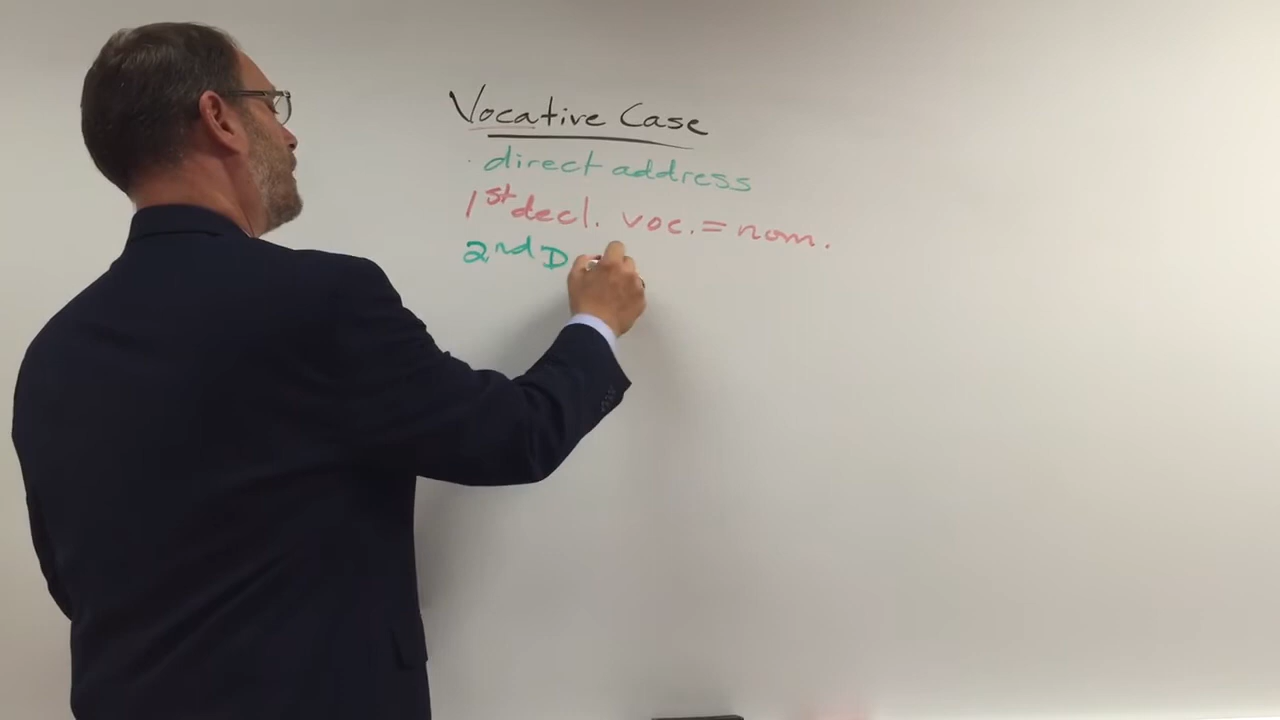 Vocative Case
· direct address
1st decl. voc. = nom.
2nd D